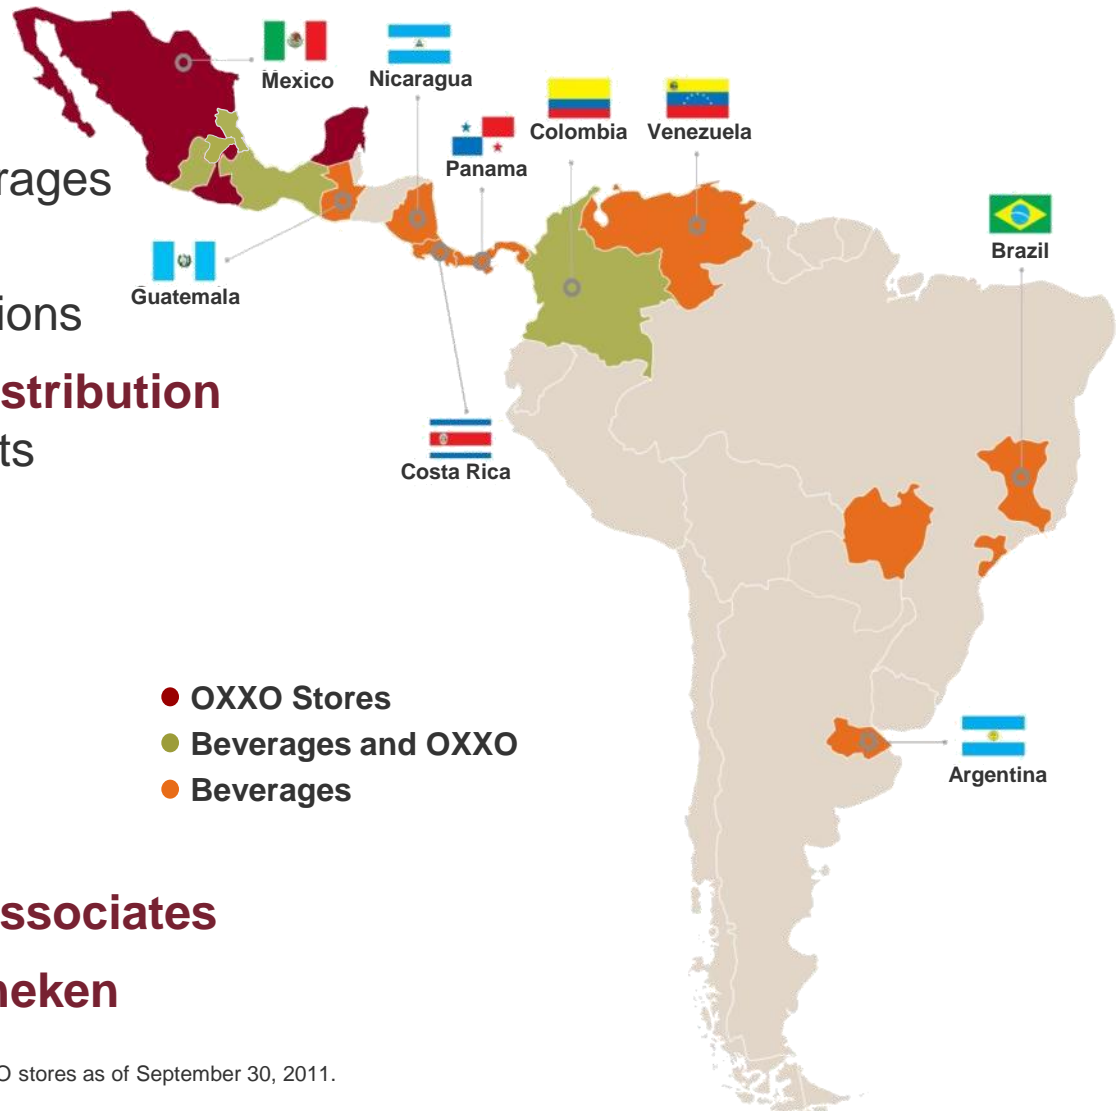 Mexico
Nicaragua
Colombia
Venezuela
Panama
rages
Brazil
Guatemala
ions
stribution
ts
Costa Rica
OXXO Stores
Beverages and OXXO
Beverages
Argentina
ssociates
neken
O stores as of September 30, 2011.